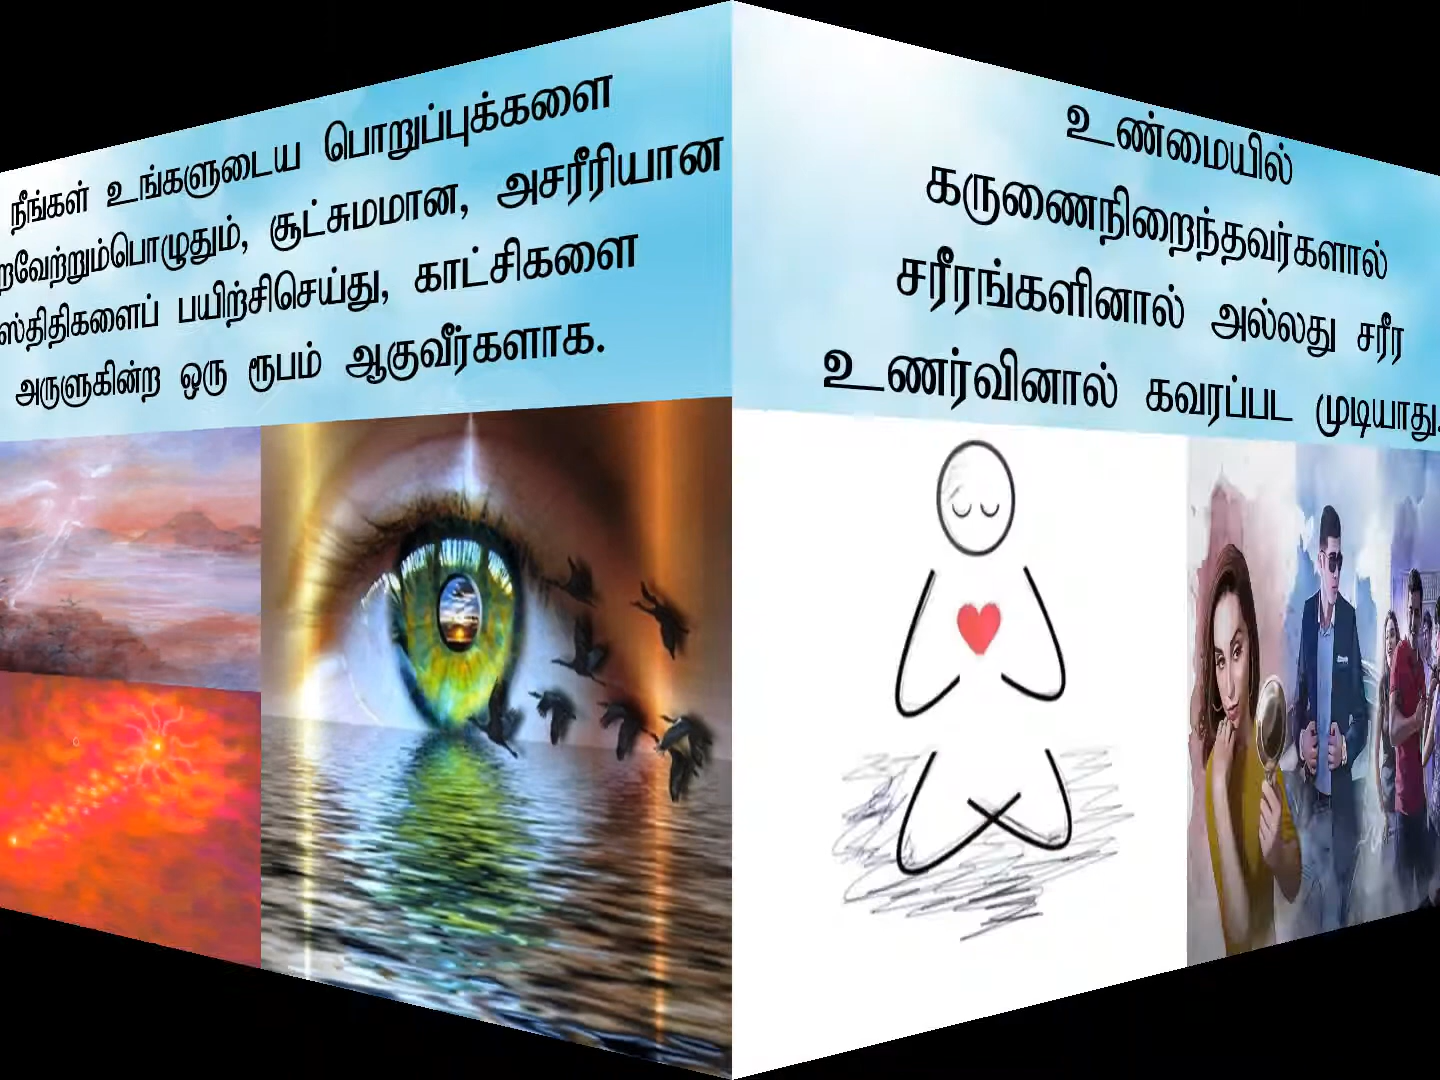 நீங்கள் உங்களுடைய பொறுப்புக்களை
றவேற்றும்பொழுதும், சூட்சுமமான, அசரீரியான
ஸ்திதிகளைப் பயிற்சிசெய்து, காட்சிகளை
அருளுகின்ற ஒரு ரூபம் ஆகுவீர்களாக.
உண்மையில்
கருணைநிறைந்தவர்களால்
சரீரங்களினால் அல்லது சரீர
உணர்வினால் கவரப்பட முடியாது.